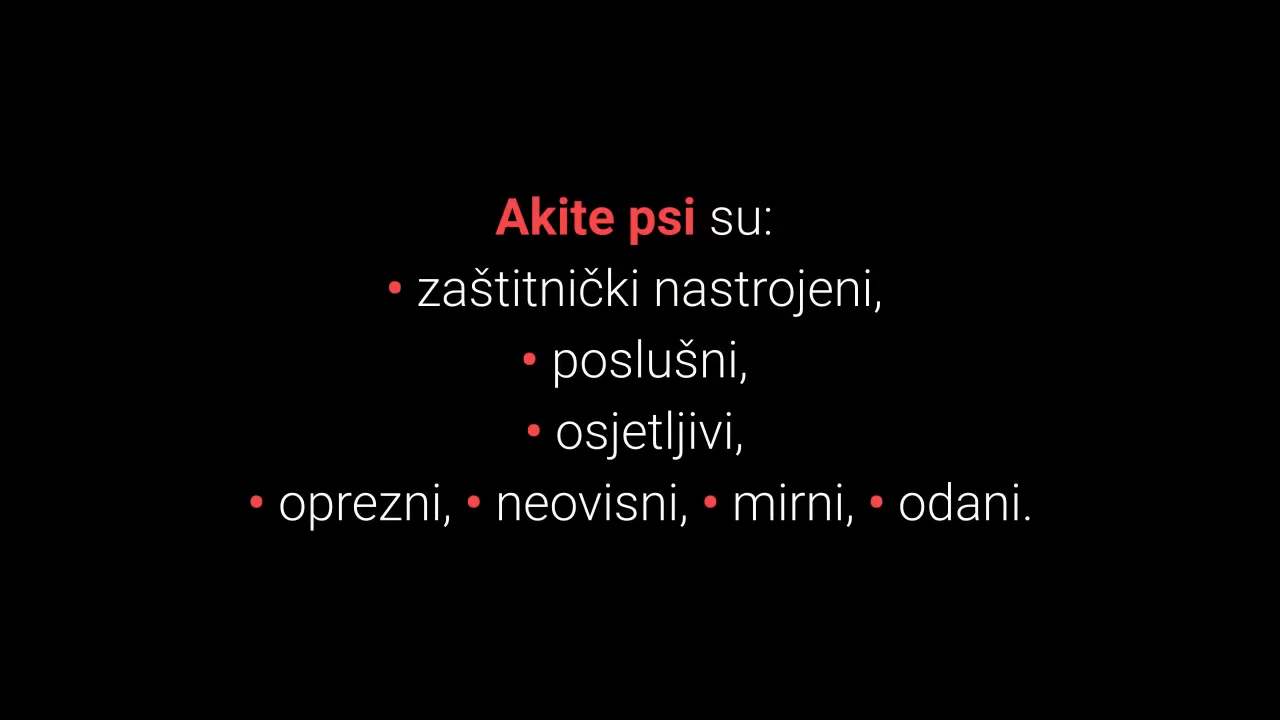 Akite psi su:
• zaštitnički nastrojeni,
• poslušni,
• osjetljivi,
• oprezni, • neovisni, • mirni, • odani.